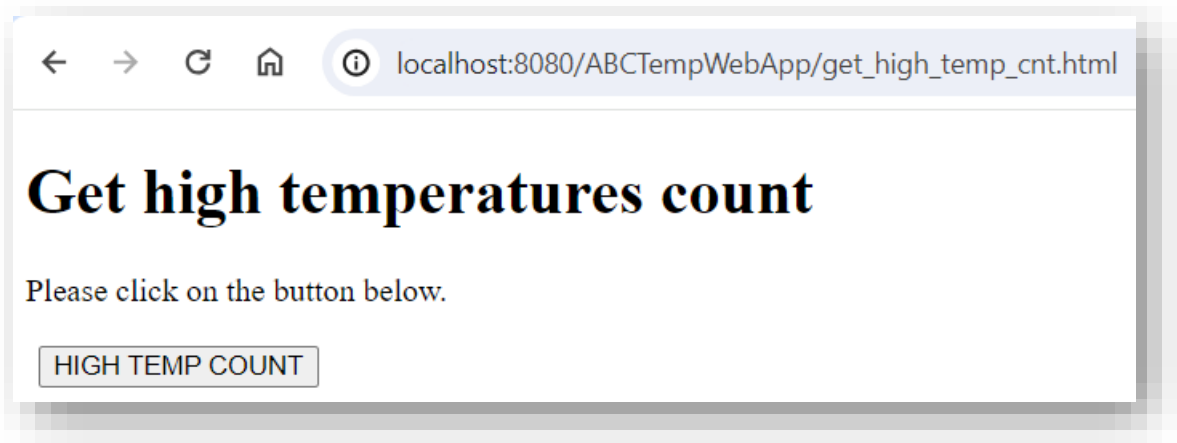 localhost:8080/ABCTempWebApp/get_high_temp_cnt.html
Get high temperatures count
Please click on the button below.
HIGH TEMP COUNT